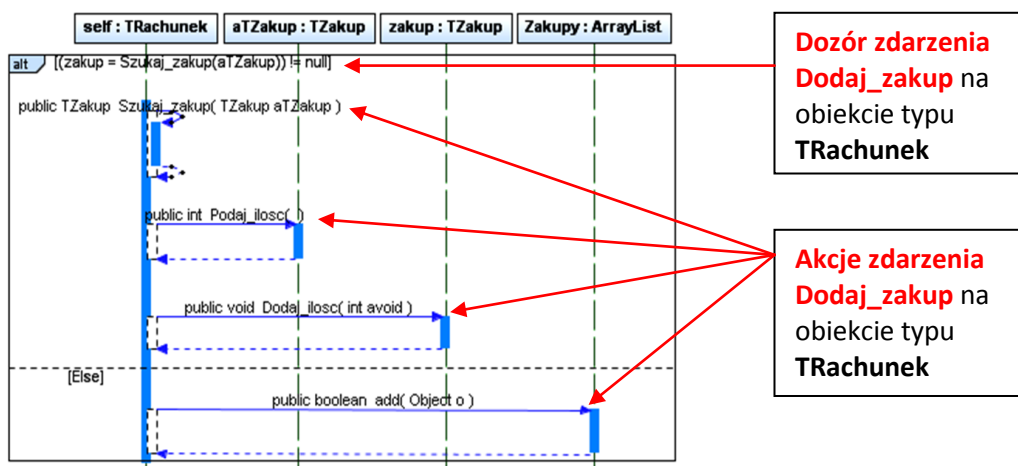 self : TRachunek
aTZakup : TZakup
zakup : TZakup
Zakupy : ArrayList
alt
[(zakup = Szukaj_zakup(aTZakup)) != null]
public TZakup Szukaj_zakup( TZakup aTZakup )
public int Podaj_ilosc( )
public void Dodaj_ilosc( int avoid )
[Else]
public boolean add( Object o )
Dozór zdarzenia
Dodaj_zakup na
obiekcie typu
TRachunek
Akcje zdarzenia
Dodaj_zakup na
obiekcie typu
TRachunek